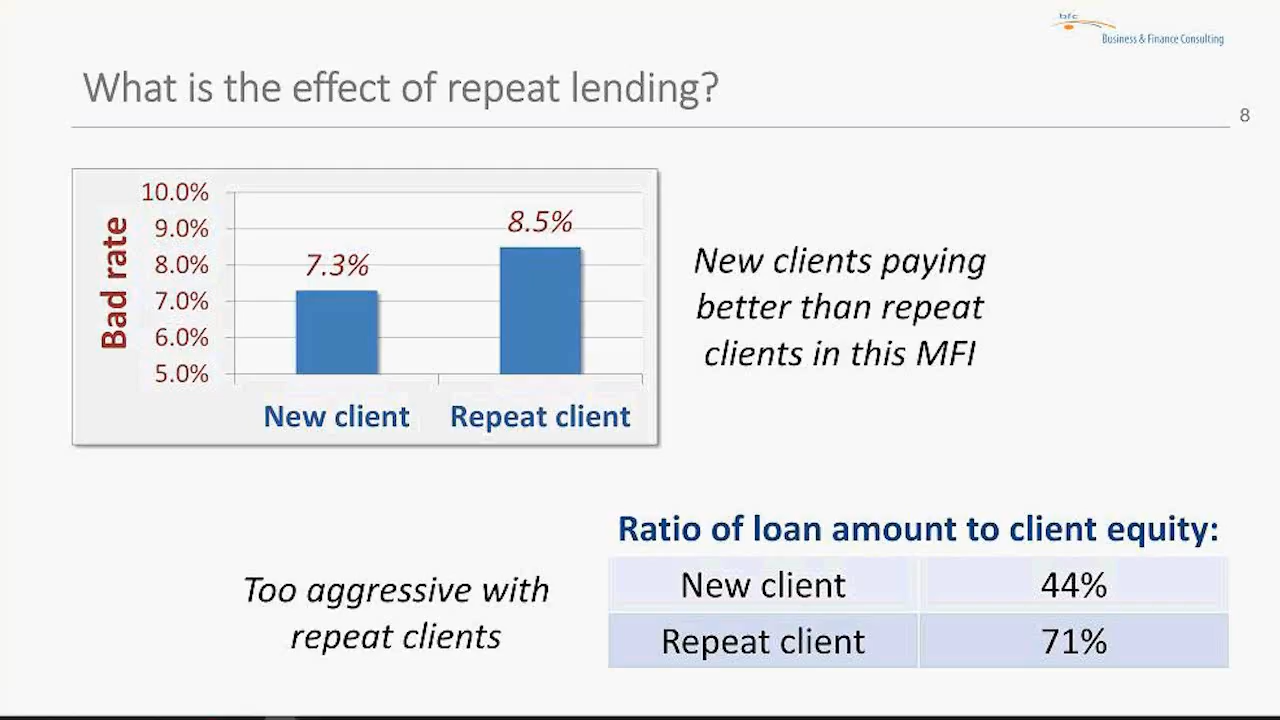 bfc
Business & Finance Consulting
What is the effect of repeat lending?
8
10.0%
9.0%
8.0%
7.0%
6.0%
5.0%
Bad rate
7.3%
8.5%
New client
Repeat client
New clients paying
better than repeat
clients in this MFI
Too aggressive with
repeat clients
Ratio of loan amount to client equity:
New client 44%
Repeat client 71%